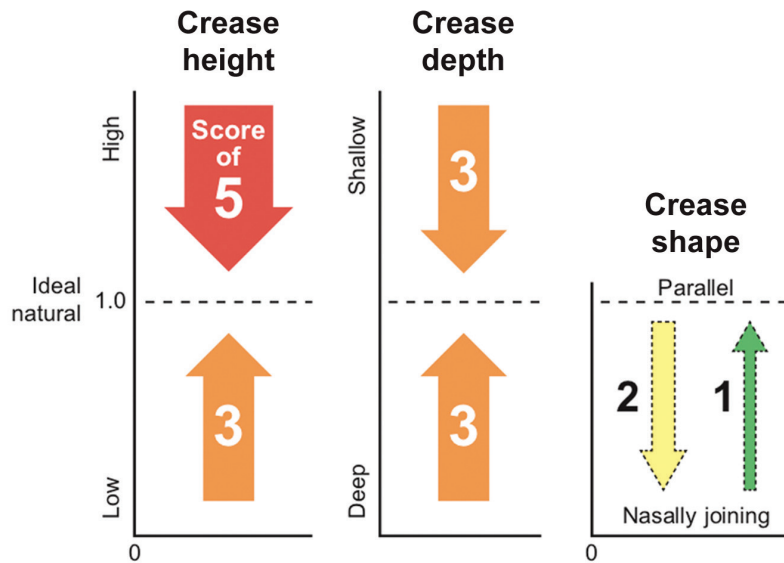 Crease
height
High
Score
of
5
Ideal
natural
1.0
3
Low
0
Crease
depth
Shallow
3
3
Deep
Crease
shape
Parallel
2
1
Nasally joining
0